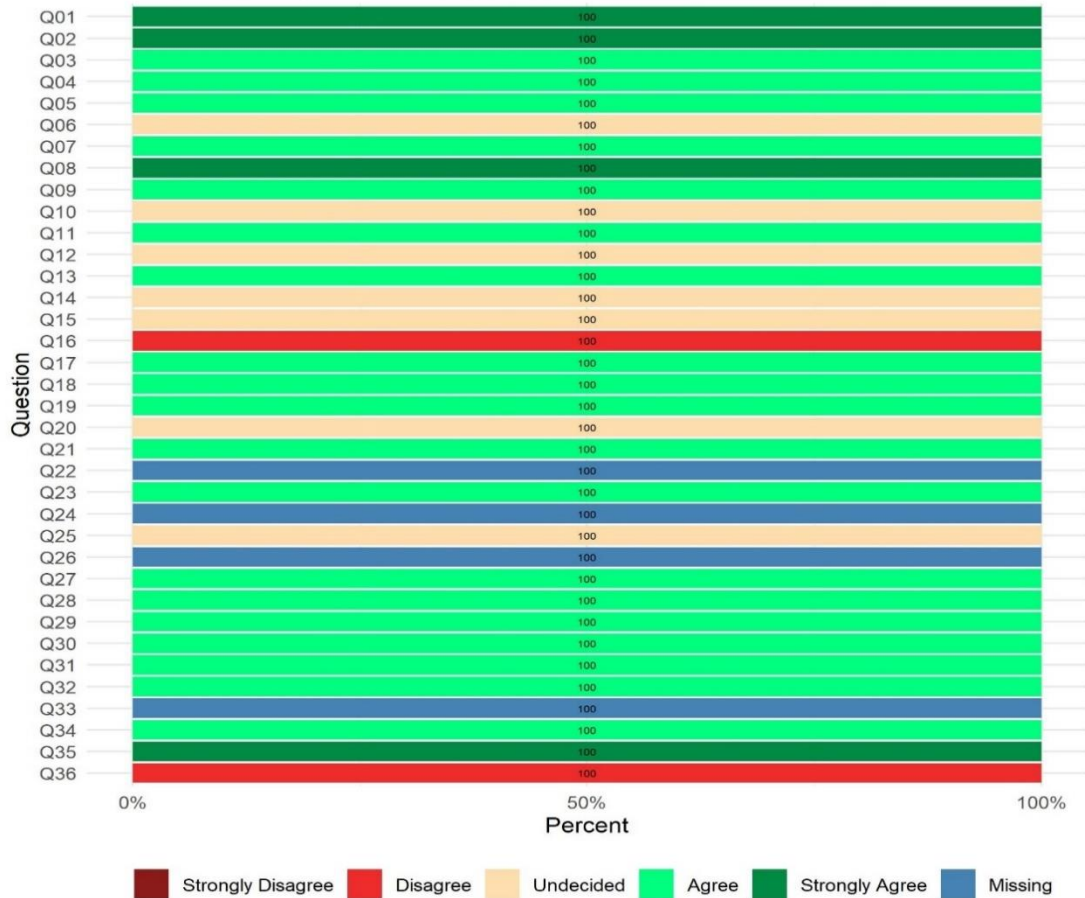 Q01 100
Q02 100
Q03 100
Q04 100
Q05 100
Q06 100
Q07 100
Q08 100
Q09 100
Q10 100
Q11 100
Q12 100
Q13 100
Q14 100
Q15 100
Q16 100
Q17 100
Q18 100
Q19 100
Q20 100
Q21 100
Q22 100
Q23 100
Q24 100
Q25 100
Q26 100
Q27 100
Q28 100
Q29 100
Q30 100
Q31 100
Q32 100
Q33 100
Q34 100
Q35 100
Q36 100
Question
0% 50% 100%
Percent
Strongly Disagree Disagree Undecided Agree Strongly Agree Missing